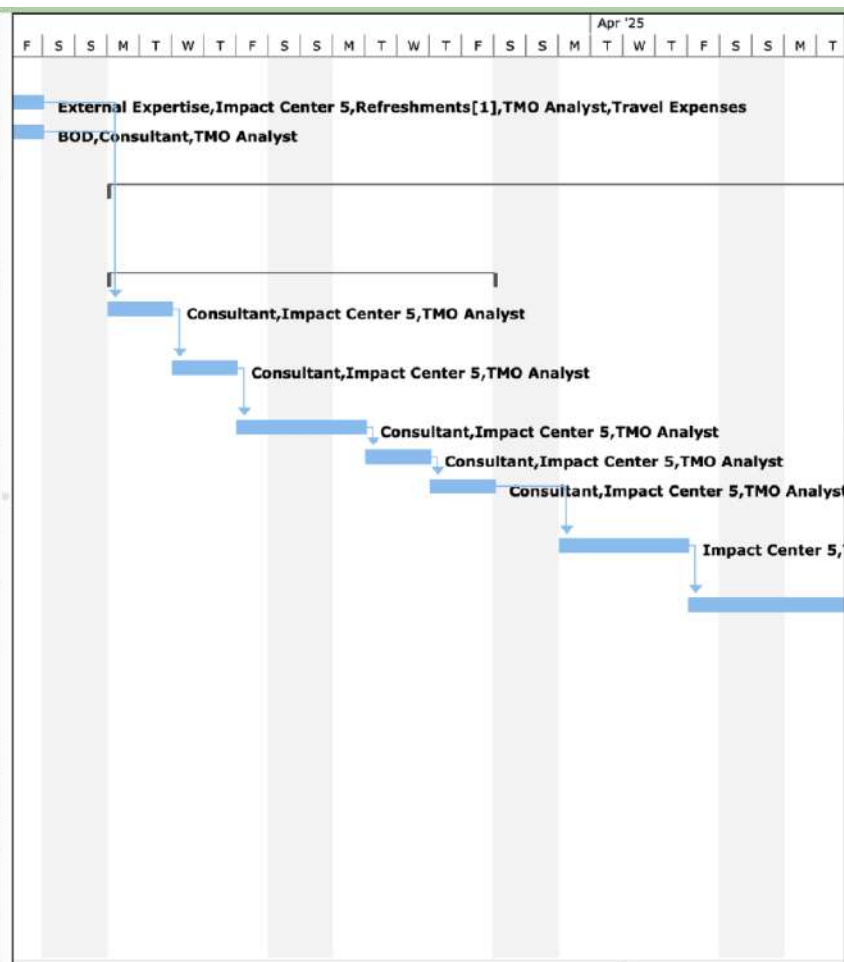 Apr '25
F S S M T W T F S S M T W T F S S M T W T F S S M T
External Expertise,Impact Center 5,Refreshments[1],TMO Analyst,Travel Expenses
BOD,Consultant,TMO Analyst
Consultant,Impact Center 5,TMO Analyst
Consultant,Impact Center 5,TMO Analyst
Consultant,Impact Center 5,TMO Analyst
Consultant,Impact Center 5,TMO Analyst
Consultant,Impact Center 5,TMO Analyst
Impact Center 5,